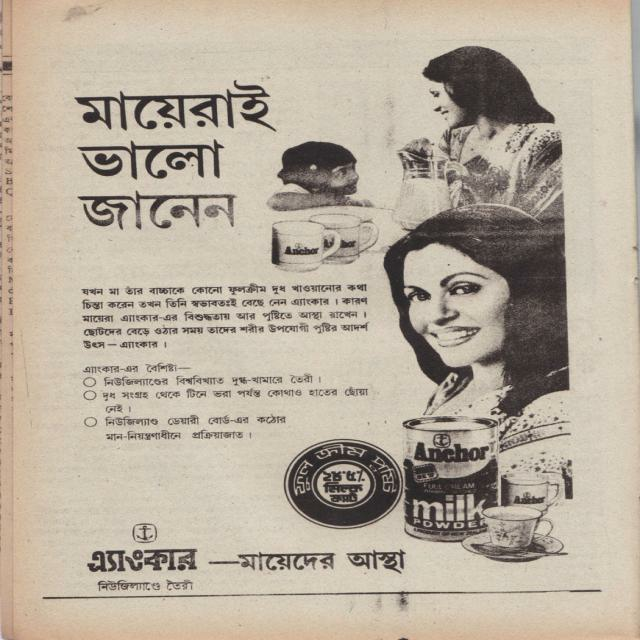 মায়েরাই
ভালো
জানেন
Anchor
যখন মা তাঁর বাচ্চাকে কোনো ফুলক্রীম দুধ খাওয়ানোর কথা
চিন্তা করেন তখন তিনি স্বভাবতঃই বেছে নেন এ্যাংকার । কারণ
মায়েরা এ্যাংকার-এর বিশুদ্ধতায় আর পুষ্টিতে আস্থা রাখেন ।
ছোটদের বেড়ে ওঠার সময় তাদের শরীর উপযোগী পুষ্টির আদর্শ
উৎস — এ্যাংকার ।
এ্যাংকার-এর বৈশিষ্ট্য—
○ নিউজিল্যাণ্ডের বিশ্ববিখ্যাত দুগ্ধ-খামারে তৈরী ।
○ দুধ সংগ্রহ থেকে টিনে ভরা পর্যন্ত কোথাও হাতের ছোঁয়া
নেই ।
○ নিউজিল্যাণ্ড ডেয়ারী বোর্ড-এর কঠোর
মান-নিয়ন্ত্রণাধীনে প্রক্রিয়াজাত ।
ফুল ক্রীম পুষ্টি
২৮%
মিল্ক
ফ্যাট
Anchor
FULL CREAM
milk
POWDER
Anchor
এ্যাংকার —মায়েদের আস্থা
নিউজিল্যাণ্ডে তৈরী